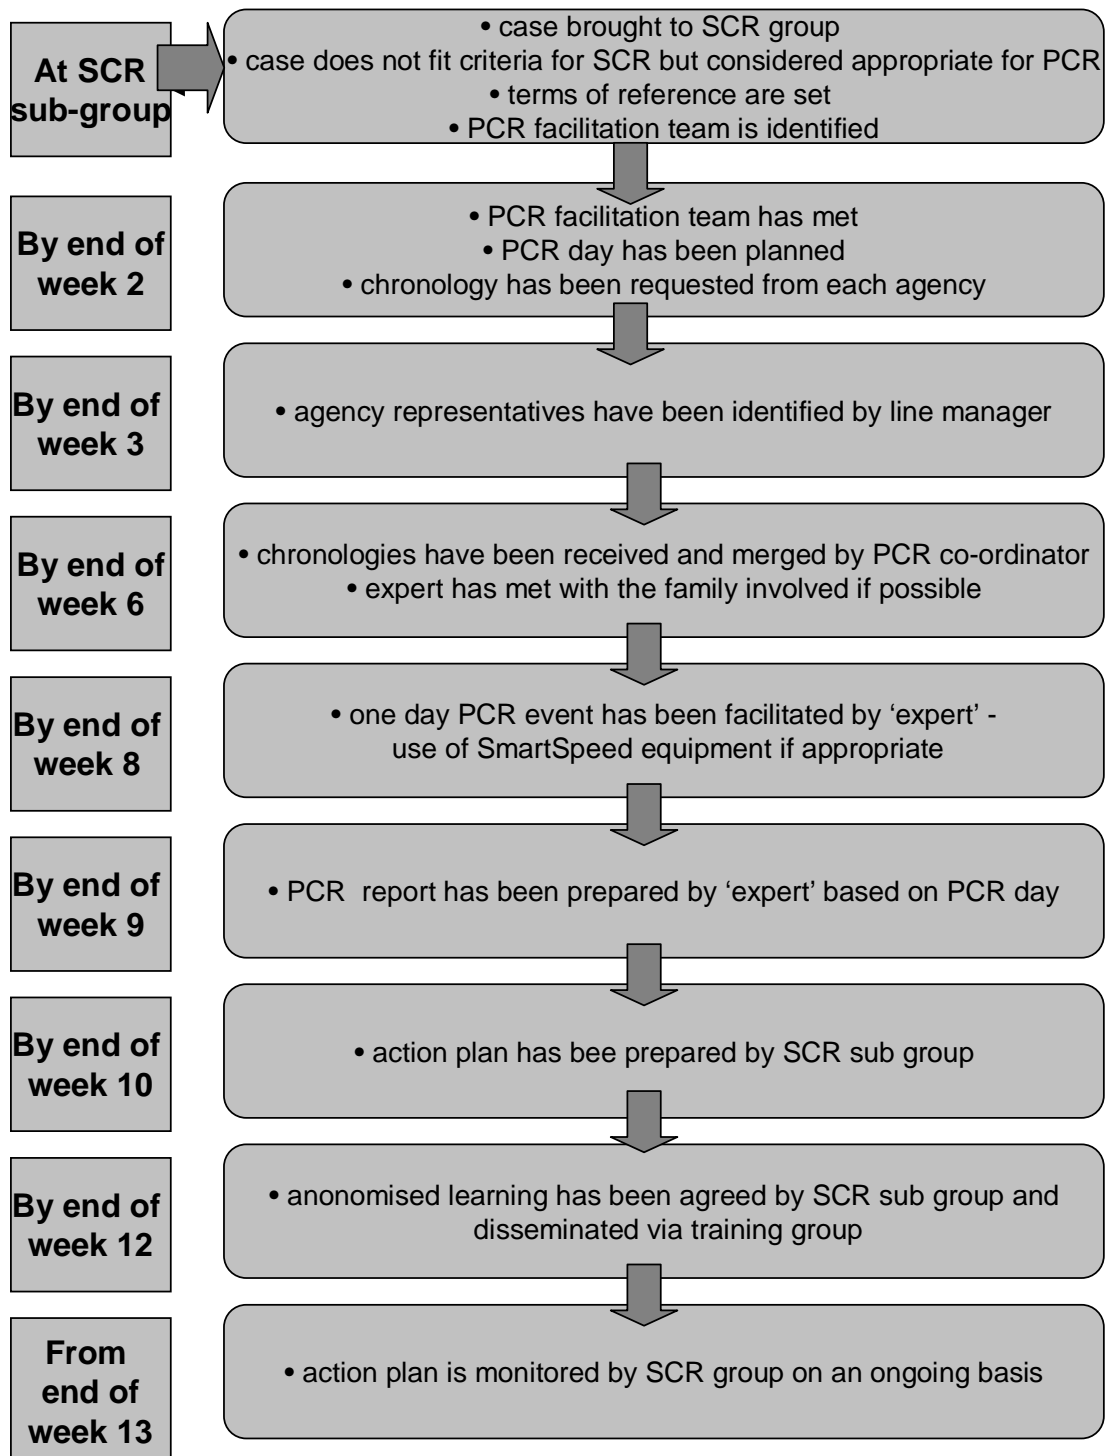 At SCR
sub-group
• case brought to SCR group
• case does not fit criteria for SCR but considered appropriate for PCR
• terms of reference are set
• PCR facilitation team is identified
By end of
week 2
• PCR facilitation team has met
• PCR day has been planned
• chronology has been requested from each agency
By end of
week 3
• agency representatives have been identified by line manager
By end of
week 6
• chronologies have been received and merged by PCR co-ordinator
• expert has met with the family involved if possible
By end of
week 8
• one day PCR event has been facilitated by ‘expert’ -
use of SmartSpeed equipment if appropriate
By end of
week 9
• PCR  report has been prepared by ‘expert’ based on PCR day
By end of
week 10
• action plan has bee prepared by SCR sub group
By end of
week 12
• anonomised learning has been agreed by SCR sub group and
disseminated via training group
From
end of
week 13
• action plan is monitored by SCR group on an ongoing basis